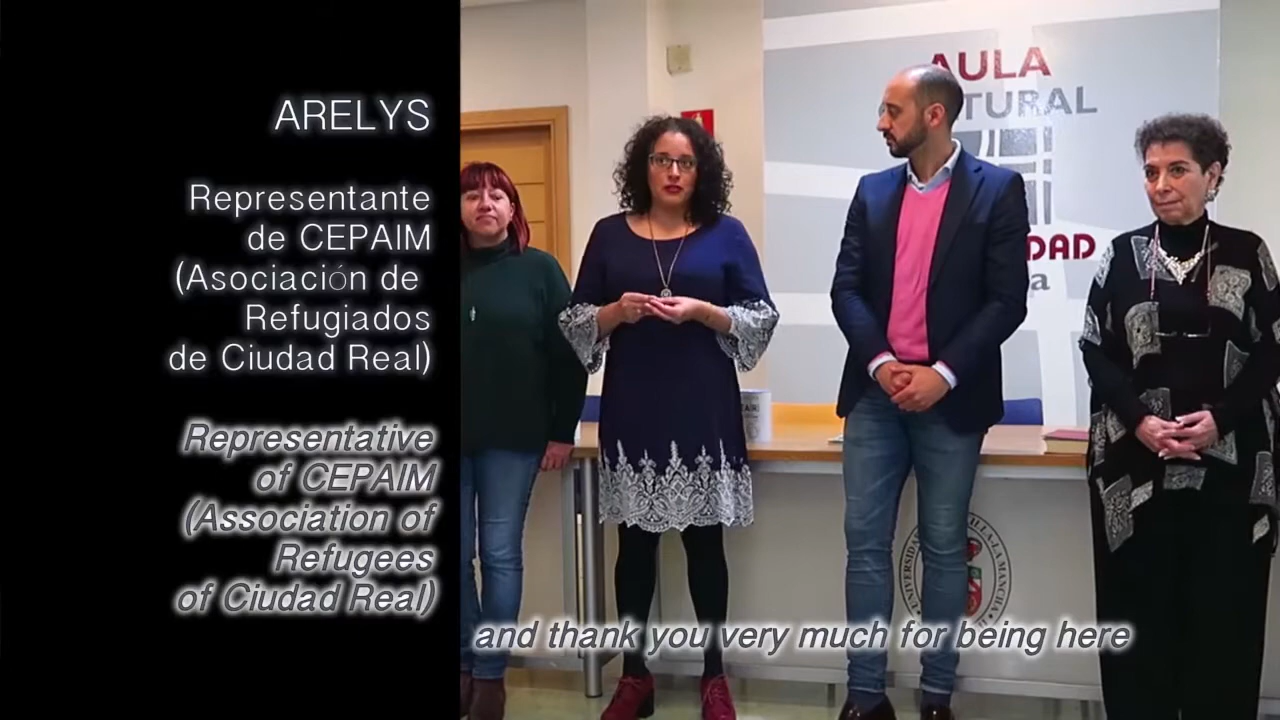 ARELYS
Representante
de CEPAIM
(Asociación de
Refugiados
de Ciudad Real)
Representative
of CEPAIM
(Association of
Refugees
of Ciudad Real)
and thank you very much for being here
AULA
TURAL
DAD
a